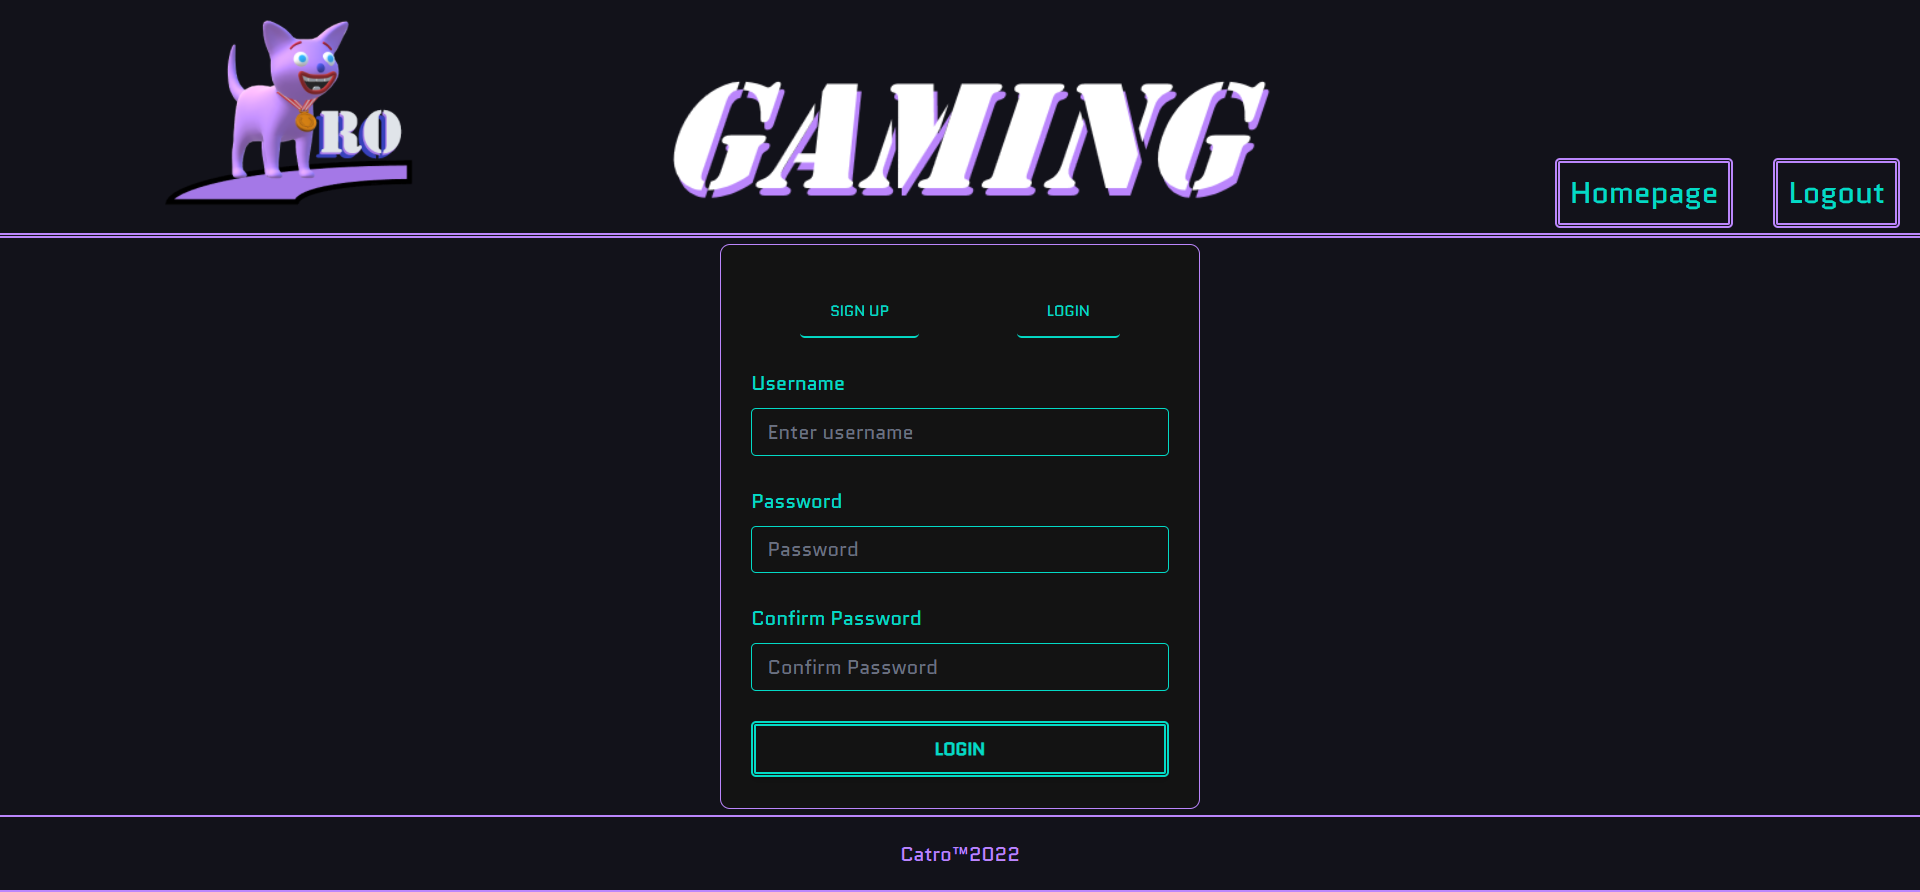 RO
GAMING
Homepage
Logout
SIGN UP
LOGIN
Username
Enter username
Password
Password
Confirm Password
Confirm Password
LOGIN
Catro™2022